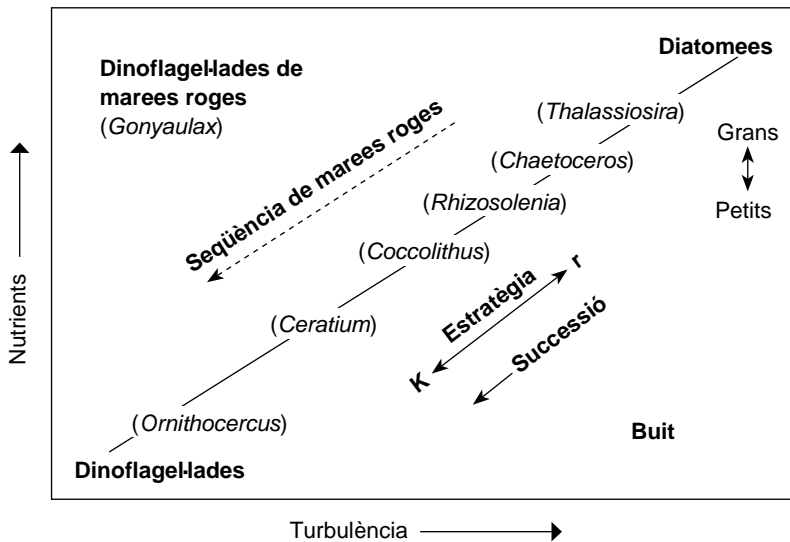 Diatomees
Dinoflagel·lades de
marees roges
(Gonyaulax)
(Thalassiosira)
Grans
(Chaetoceros)
Seqüència de marees roges
(Rhizosolenia)
Petits
(Coccolithus)
r
Estratègia
K
Successió
(Ceratium)
(Ornithocercus)
Buit
Dinoflagel·lades
Nutrients
Turbulència